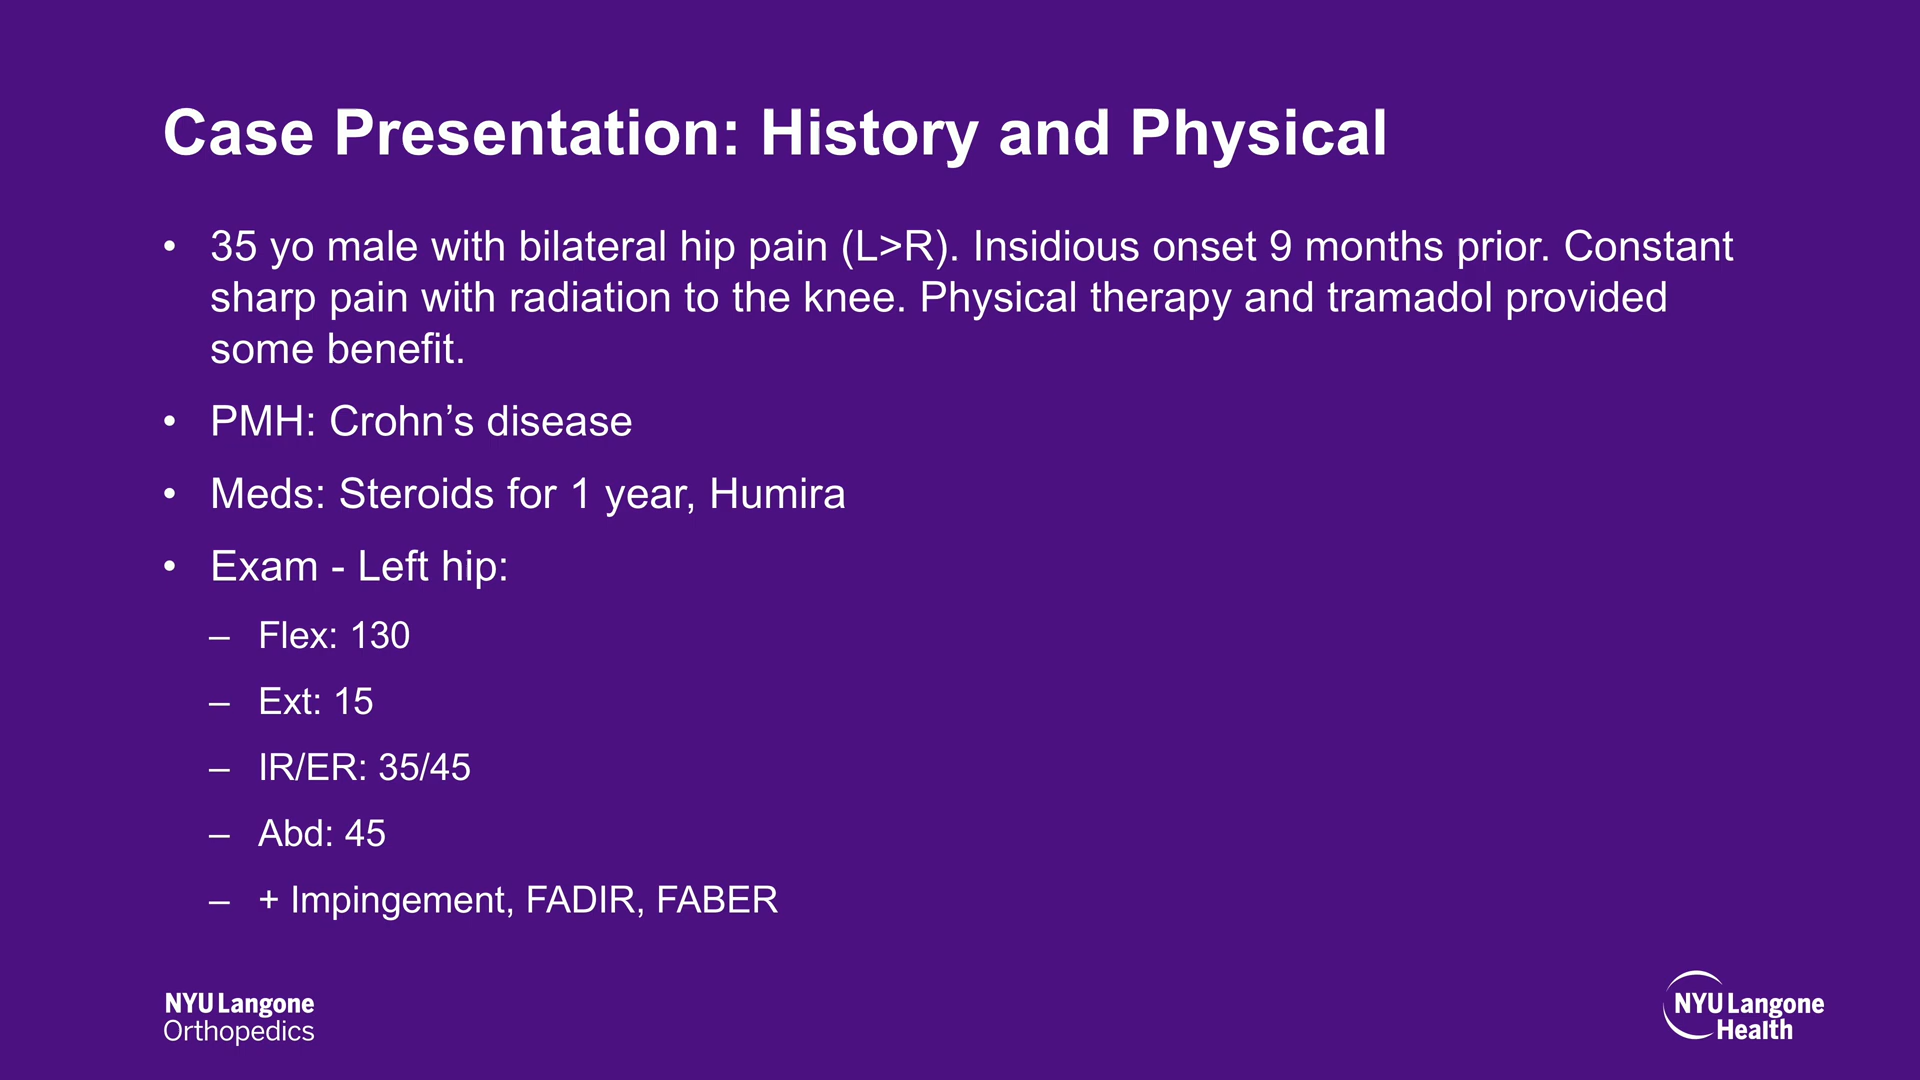 Case Presentation: History and Physical
• 35 yo male with bilateral hip pain (L>R). Insidious onset 9 months prior. Constant
sharp pain with radiation to the knee. Physical therapy and tramadol provided
some benefit.
• PMH: Crohn’s disease
• Meds: Steroids for 1 year, Humira
• Exam - Left hip:
– Flex: 130
– Ext: 15
– IR/ER: 35/45
– Abd: 45
– + Impingement, FADIR, FABER
NYU Langone
Orthopedics
NYU Langone
Health